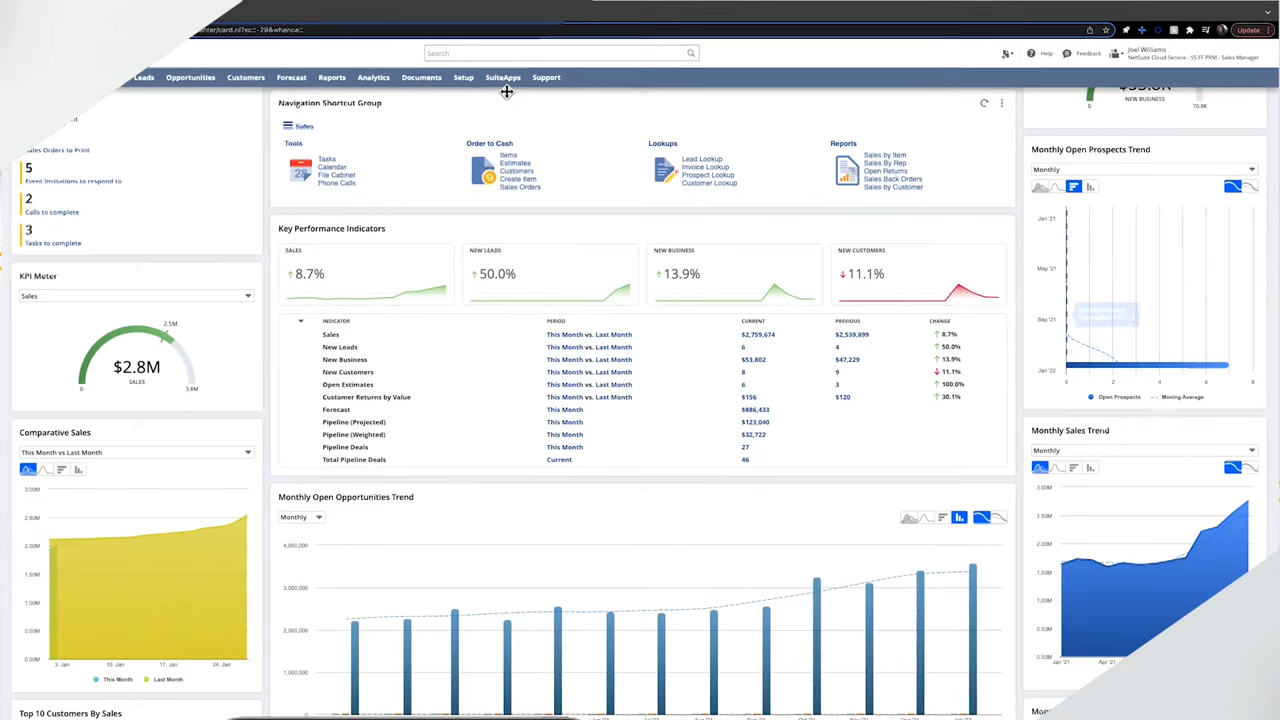 Search
Help
Feedback
Joel Williams
NetSuite Cloud Service - SS FF PRM - Sales Manager
Update
Leads
Opportunities
Customers
Forecast
Reports
Analytics
Documents
Setup
SuiteApps
Support
Sales Orders to Print
5
Event Invitations to respond to
2
Calls to complete
3
Tasks to complete
KPI Meter
Sales
2.5M
$2.8M
SALES
0
3.8M
Comparative Sales
This Month vs Last Month
3.00M
2.50M
2.00M
1.50M
1.00M
0.50M
0.00M
3. Jan
10. Jan
17. Jan
24. Jan
This Month
Last Month
Top 10 Customers By Sales
Navigation Shortcut Group
Sales
Tools
Tasks
Calendar
File Cabinet
Phone Calls
28
Order to Cash
Items
Estimates
Customers
Create Item
Sales Orders
Lookups
Lead Lookup
Invoice Lookup
Prospect Lookup
Customer Lookup
Reports
Sales by Item
Sales By Rep
Open Returns
Sales Back Orders
Sales by Customer
Key Performance Indicators
SALES
8.7%
NEW LEADS
50.0%
NEW BUSINESS
13.9%
NEW CUSTOMERS
11.1%
INDICATOR PERIOD CURRENT PREVIOUS CHANGE
Sales This Month vs. Last Month $2,759,674 $2,539,899 8.7%
New Leads This Month vs. Last Month 6 4 50.0%
New Business This Month vs. Last Month $53,802 $47,229 13.9%
New Customers This Month vs. Last Month 8 9 11.1%
Open Estimates This Month vs. Last Month 6 3 100.0%
Customer Returns by Value This Month vs. Last Month $156 $120 30.1%
Forecast This Month $886,433
Pipeline (Projected) This Month $123,040
Pipeline (Weighted) This Month $32,722
Pipeline Deals This Month 27
Total Pipeline Deals Current 46
Monthly Open Opportunities Trend
Monthly
4,000,000
3,000,000
2,000,000
1,000,000
0
NEW BUSINESS
0
70.8K
Monthly Open Prospects Trend
Monthly
Jan '21
May '21
Sep '21
Jan '22
0 2 4 6 8
Open Prospects
Moving Average
Monthly Sales Trend
Monthly
3.00M
2.50M
2.00M
1.50M
1.00M
0.50M
0.00M
Jan '21
Apr '21